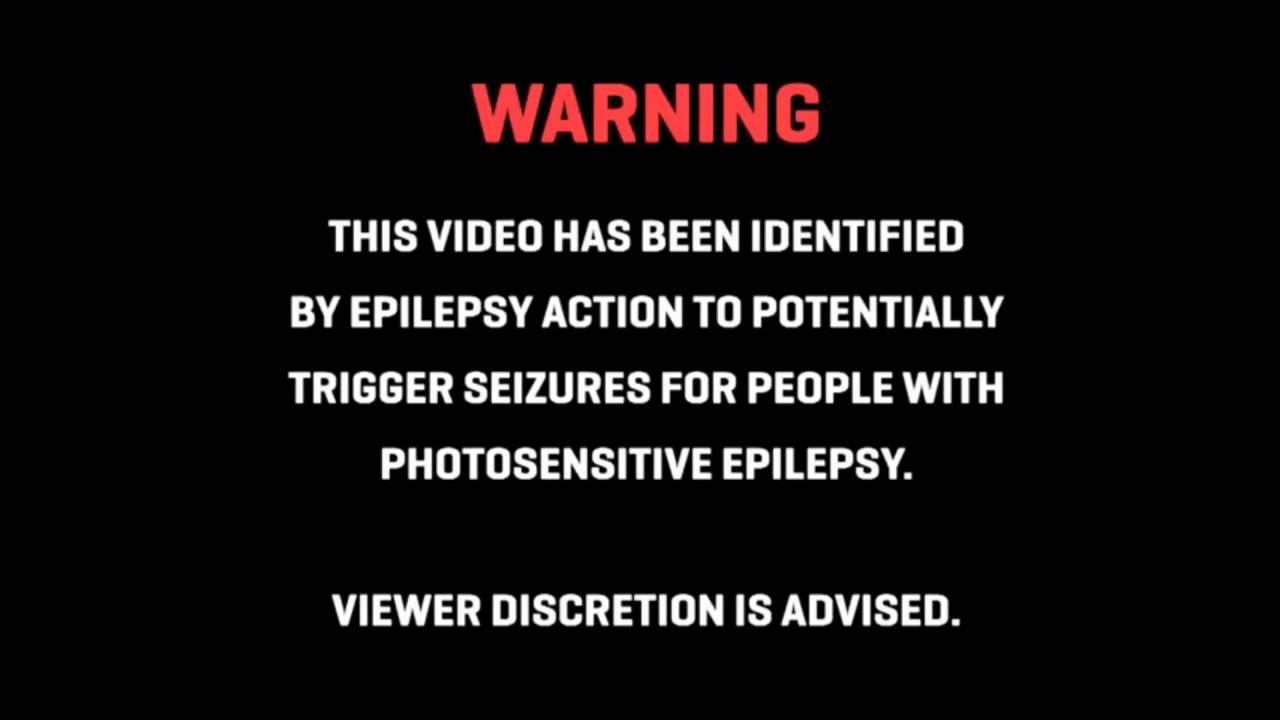 WARNING
THIS VIDEO HAS BEEN IDENTIFIED
BY EPILEPSY ACTION TO POTENTIALLY
TRIGGER SEIZURES FOR PEOPLE WITH
PHOTOSENSITIVE EPILEPSY.
VIEWER DISCRETION IS ADVISED.